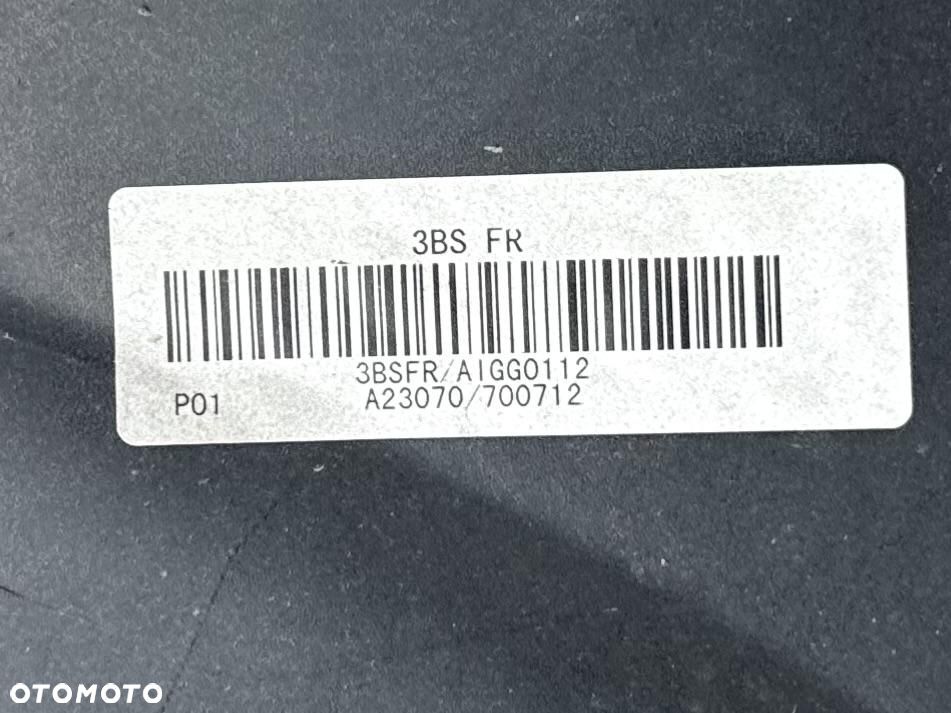 3BS FR
3BSFR/AIGG0112
A23070/700712
P01
OTOMOTO